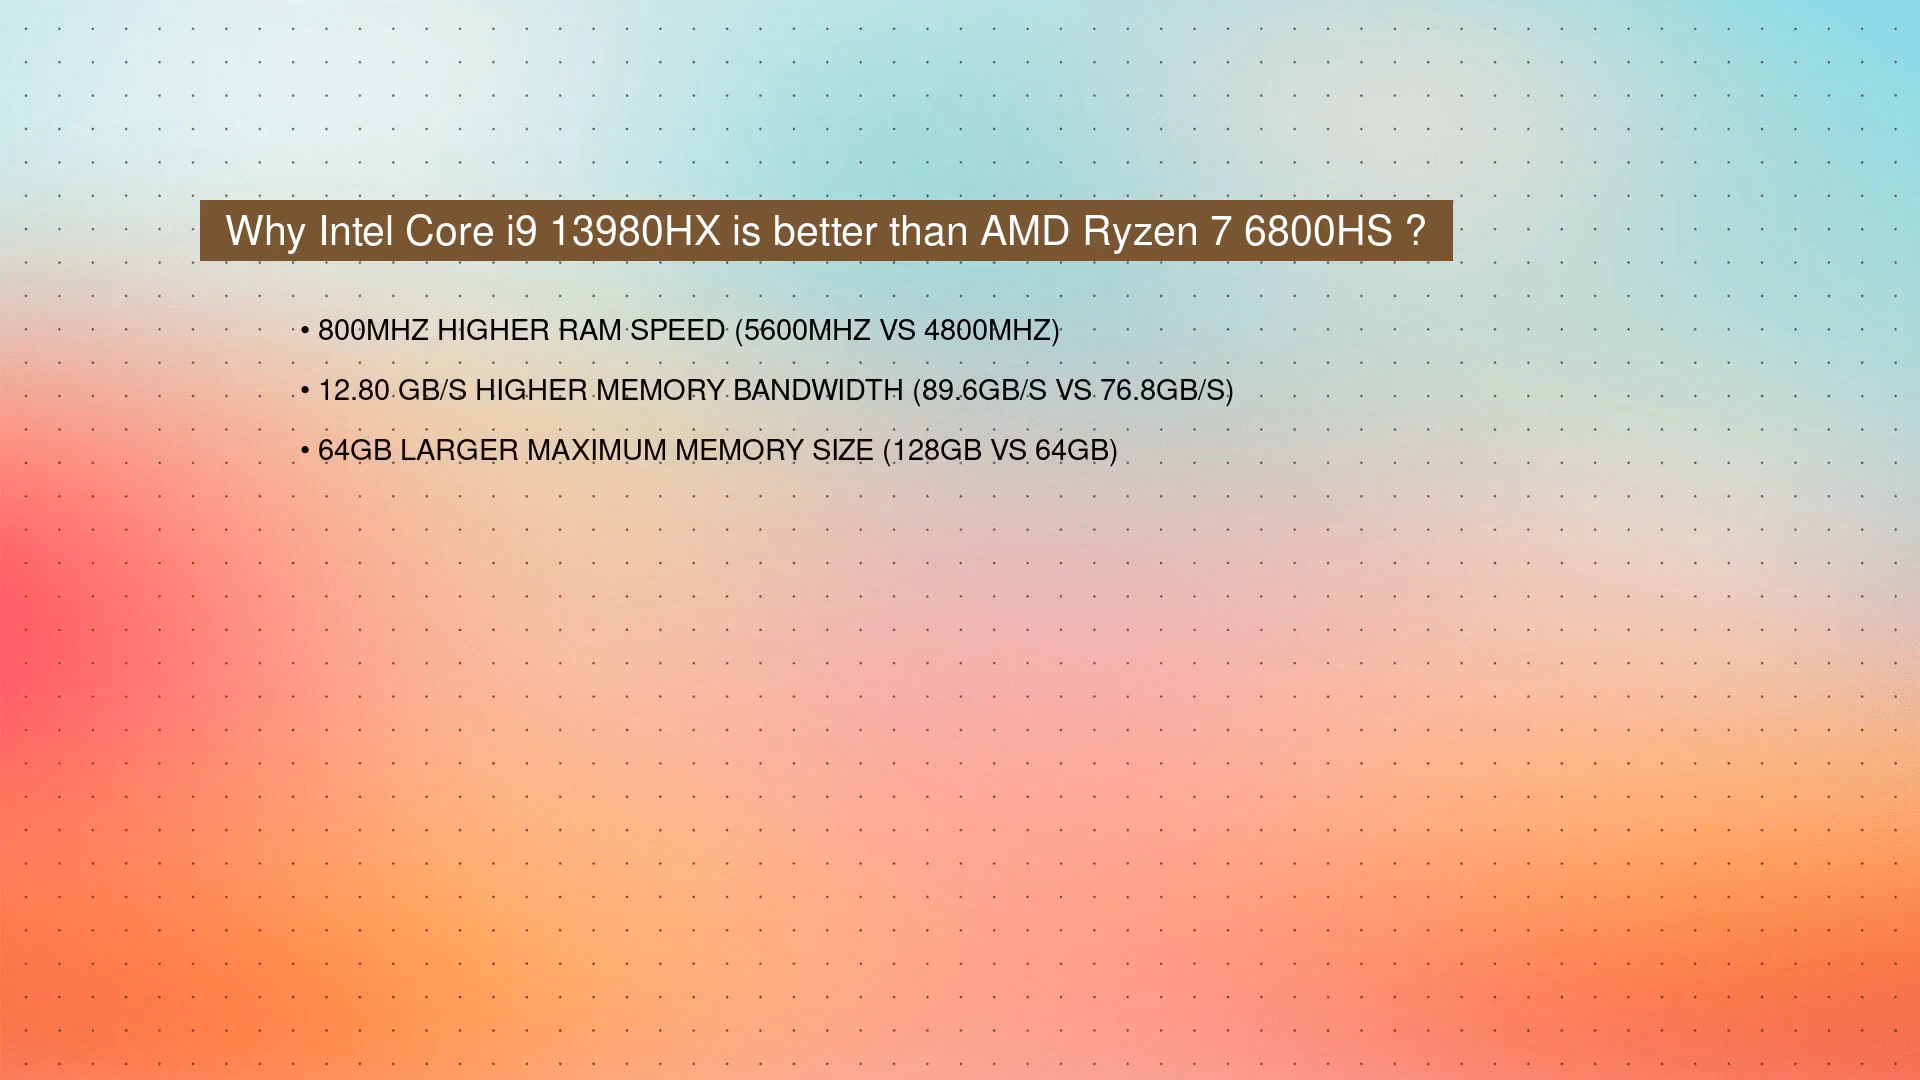 Why Intel Core i9 13980HX is better than AMD Ryzen 7 6800HS ?
• 800MHZ HIGHER RAM SPEED (5600MHZ VS 4800MHZ)
• 12.80 GB/S HIGHER MEMORY BANDWIDTH (89.6GB/S VS 76.8GB/S)
• 64GB LARGER MAXIMUM MEMORY SIZE (128GB VS 64GB)